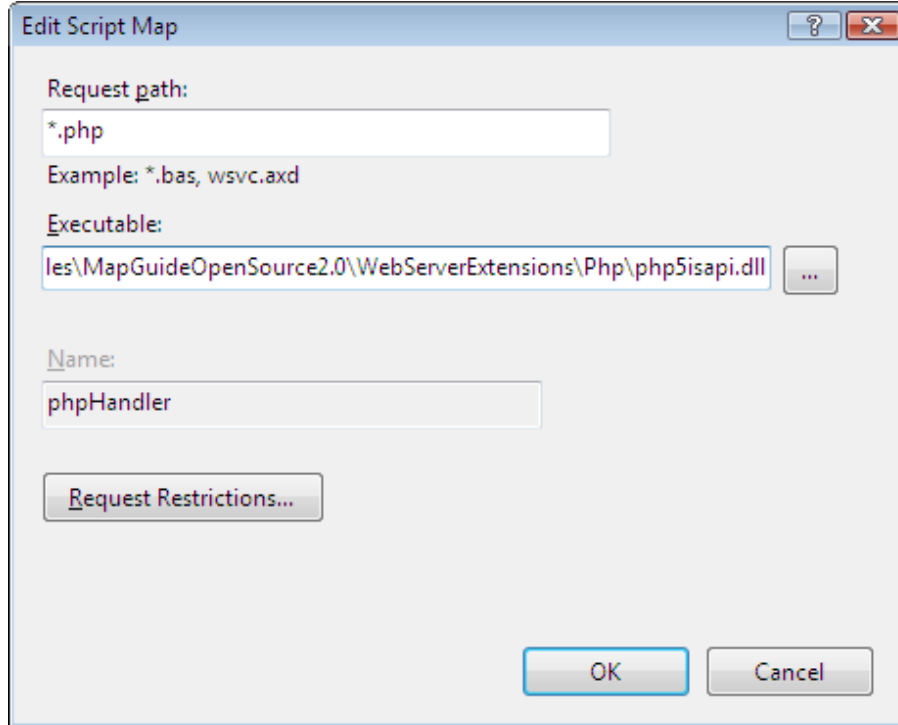 Edit Script Map
Request path:
*.php
Example: *.bas, wsvc.axd
Executable:
les\MapGuideOpenSource2.0\WebServerExtensions\Php\php5isapi.dll
...
Name:
phpHandler
Request Restrictions...
OK Cancel